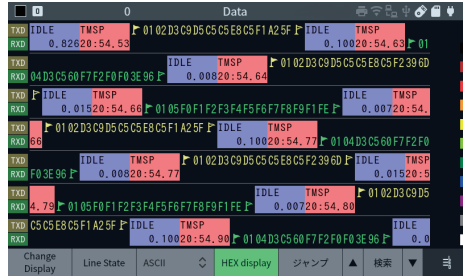 0 0 Data
TXD IDLE TMSP 01 02 D3 C9 D5 C5 C5 E8 C5 F1 A2 5F IDLE TMSP
RXD 0.826 20:54.53 0.100 20:54.63 01
TXD IDLE TMSP 01 02 D3 C9 D5 C5 C5 E8 C5 F2 39 6D
RXD 04 D3 C5 60 F7 F2 F0 F0 3E 96 0.008 20:54.64
TXD IDLE TMSP IDLE TMSP
RXD 0.015 20:54.66 01 05 F0 F1 F2 F3 F4 F5 F6 F7 F8 F9 F1 FE 0.007 20:54.
TXD 01 02 D3 C9 D5 C5 C5 E8 C5 F1 A2 5F IDLE TMSP
RXD 66 0.100 20:54.77 01 04 D3 C5 60 F7 F2 F0
TXD IDLE TMSP 01 02 D3 C9 D5 C5 C5 E8 C5 F2 39 6D IDLE
RXD F0 3E 96 0.008 20:54.77 0.015 20:5
TXD IDLE TMSP 01 02 D3 C9 D5
RXD 4.79 01 05 F0 F1 F2 F3 F4 F5 F6 F7 F8 F9 F1 FE 0.007 20:54.80
TXD C5 C5 E8 C5 F1 A2 5F IDLE TMSP IDLE
RXD 0.100 20:54.90 01 04 D3 C5 60 F7 F2 F0 F0 3E 96 0.0
Change Display Line State ASCII HEX display ジャンプ ▲ 検索 ▼